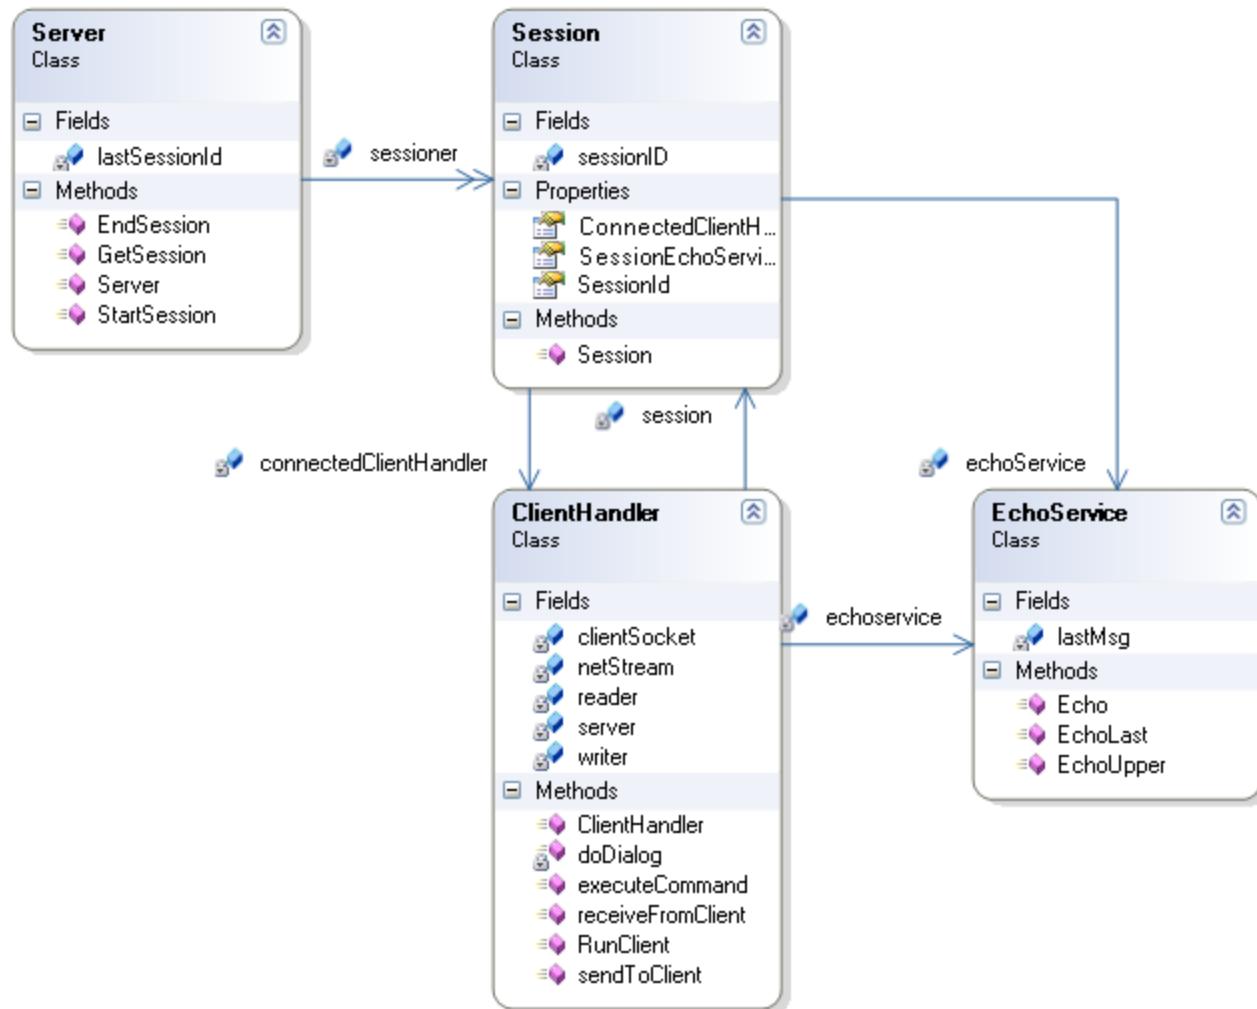 Server
Class
Fields
lastSessionId
Methods
EndSession
GetSession
Server
StartSession
sessioner
Session
Class
Fields
sessionID
Properties
ConnectedClientH...
SessionEchoServi...
SessionId
Methods
Session
connectedClientHandler
session
echoService
ClientHandler
Class
Fields
clientSocket
netStream
reader
server
writer
Methods
ClientHandler
doDialog
executeCommand
receiveFromClient
RunClient
sendToClient
echoservice
EchoService
Class
Fields
lastMsg
Methods
Echo
EchoLast
EchoUpper